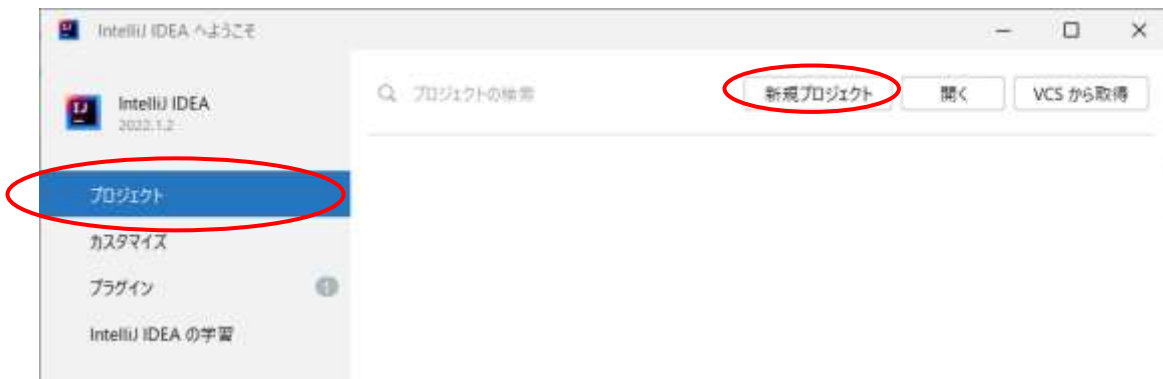 IntelliJ IDEA へようこそ
IntelliJ IDEA
2022.1.2
プロジェクトの検索
新規プロジェクト
開く
VCS から取得
プロジェクト
カスタマイズ
プラグイン
1
IntelliJ IDEA の学習